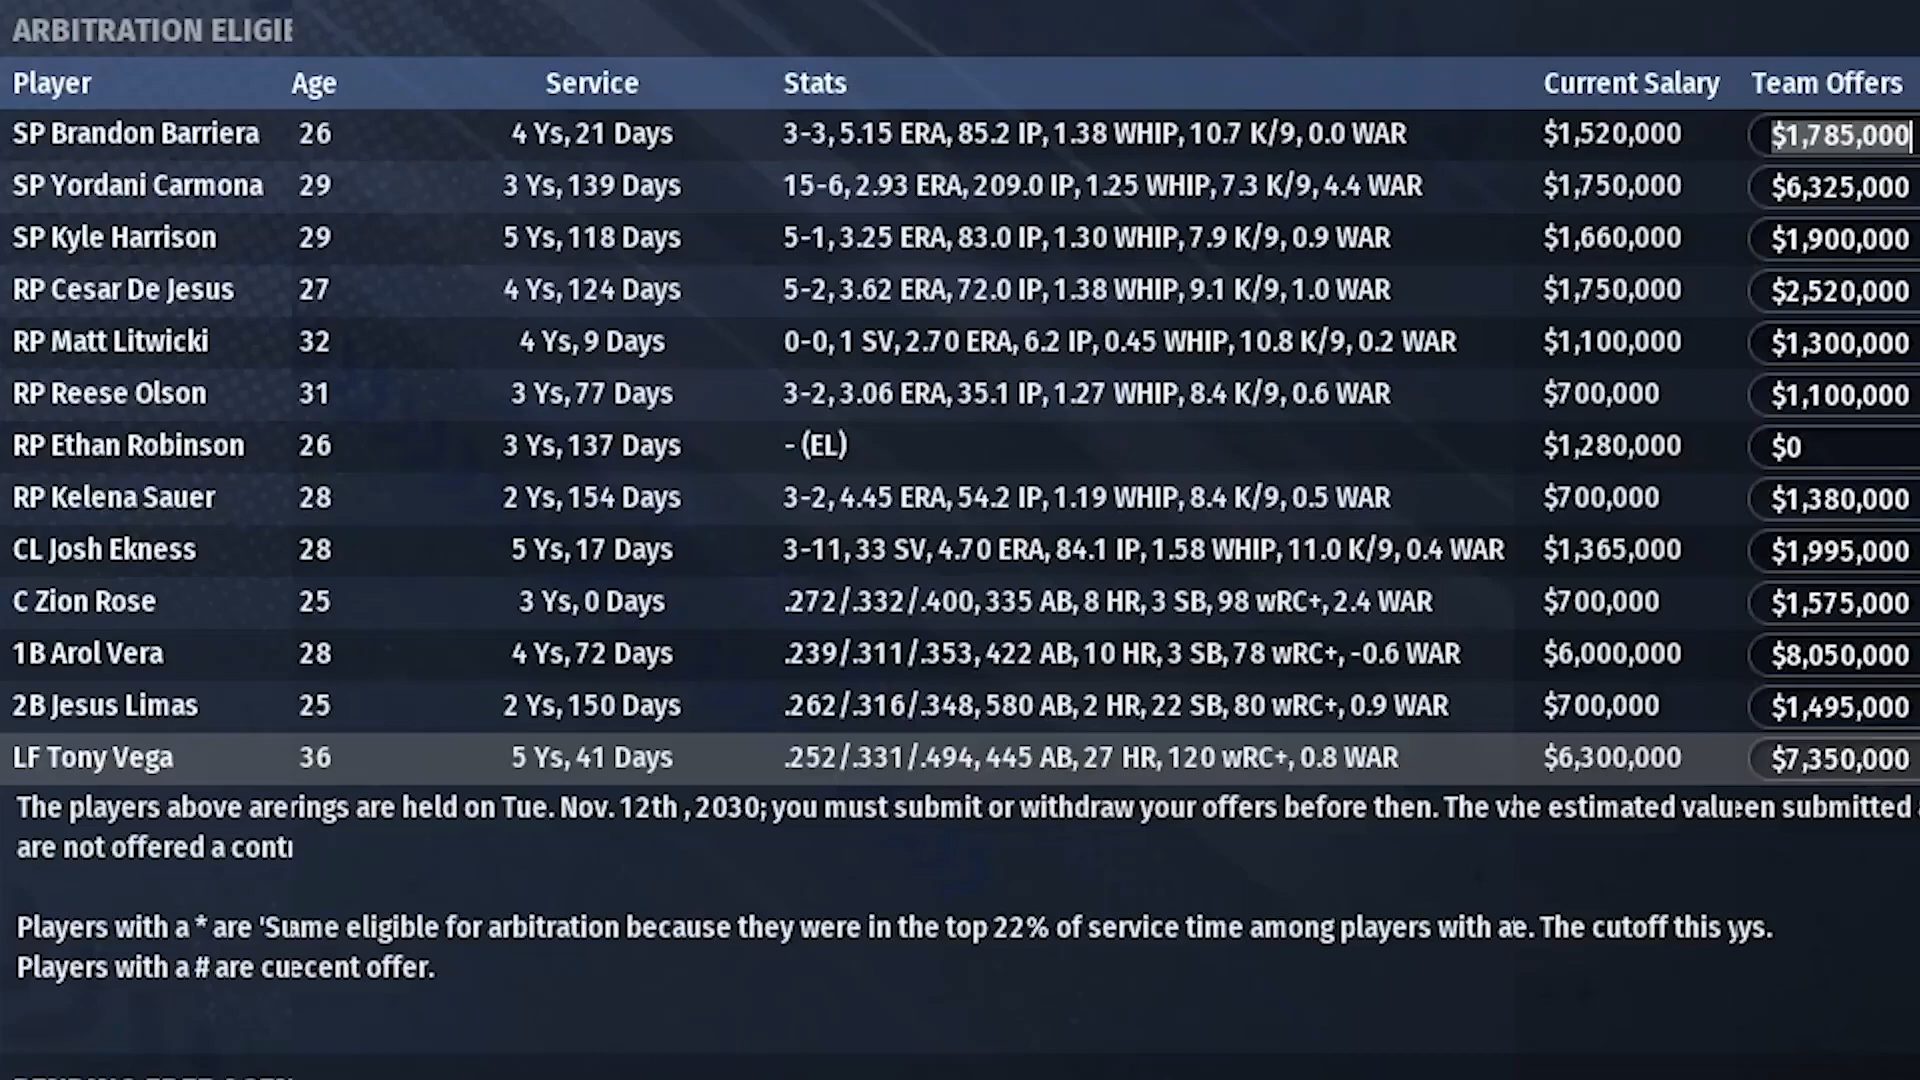 ARBITRATION ELIGIE
Player Age Service Stats Current Salary Team Offers
SP Brandon Barriera 26 4 Ys, 21 Days 3-3, 5.15 ERA, 85.2 IP, 1.38 WHIP, 10.7 K/9, 0.0 WAR $1,520,000 $1,785,000
SP Yordani Carmona 29 3 Ys, 139 Days 15-6, 2.93 ERA, 209.0 IP, 1.25 WHIP, 7.3 K/9, 4.4 WAR $1,750,000 $6,325,000
SP Kyle Harrison 29 5 Ys, 118 Days 5-1, 3.25 ERA, 83.0 IP, 1.30 WHIP, 7.9 K/9, 0.9 WAR $1,660,000 $1,900,000
RP Cesar De Jesus 27 4 Ys, 124 Days 5-2, 3.62 ERA, 72.0 IP, 1.38 WHIP, 9.1 K/9, 1.0 WAR $1,750,000 $2,520,000
RP Matt Litwicki 32 4 Ys, 9 Days 0-0, 1 SV, 2.70 ERA, 6.2 IP, 0.45 WHIP, 10.8 K/9, 0.2 WAR $1,100,000 $1,300,000
RP Reese Olson 31 3 Ys, 77 Days 3-2, 3.06 ERA, 35.1 IP, 1.27 WHIP, 8.4 K/9, 0.6 WAR $700,000 $1,100,000
RP Ethan Robinson 26 3 Ys, 137 Days - (EL) $1,280,000 $0
RP Kelena Sauer 28 2 Ys, 154 Days 3-2, 4.45 ERA, 54.2 IP, 1.19 WHIP, 8.4 K/9, 0.5 WAR $700,000 $1,380,000
CL Josh Ekness 28 5 Ys, 17 Days 3-11, 33 SV, 4.70 ERA, 84.1 IP, 1.58 WHIP, 11.0 K/9, 0.4 WAR $1,365,000 $1,995,000
C Zion Rose 25 3 Ys, 0 Days .272/.332/.400, 335 AB, 8 HR, 3 SB, 98 wRC+, 2.4 WAR $700,000 $1,575,000
1B Arol Vera 28 4 Ys, 72 Days .239/.311/.353, 422 AB, 10 HR, 3 SB, 78 wRC+, -0.6 WAR $6,000,000 $8,050,000
2B Jesus Limas 25 2 Ys, 150 Days .262/.316/.348, 580 AB, 2 HR, 22 SB, 80 wRC+, 0.9 WAR $700,000 $1,495,000
LF Tony Vega 36 5 Ys, 41 Days .252/.331/.494, 445 AB, 27 HR, 120 wRC+, 0.8 WAR $6,300,000 $7,350,000
The players above arerings are held on Tue. Nov. 12th , 2030; you must submit or withdraw your offers before then. The vhe estimated valueen submitted
are not offered a conti
Players with a * are 'Sume eligible for arbitration because they were in the top 22% of service time among players with ae. The cutoff this yys.
Players with a # are cuecent offer.